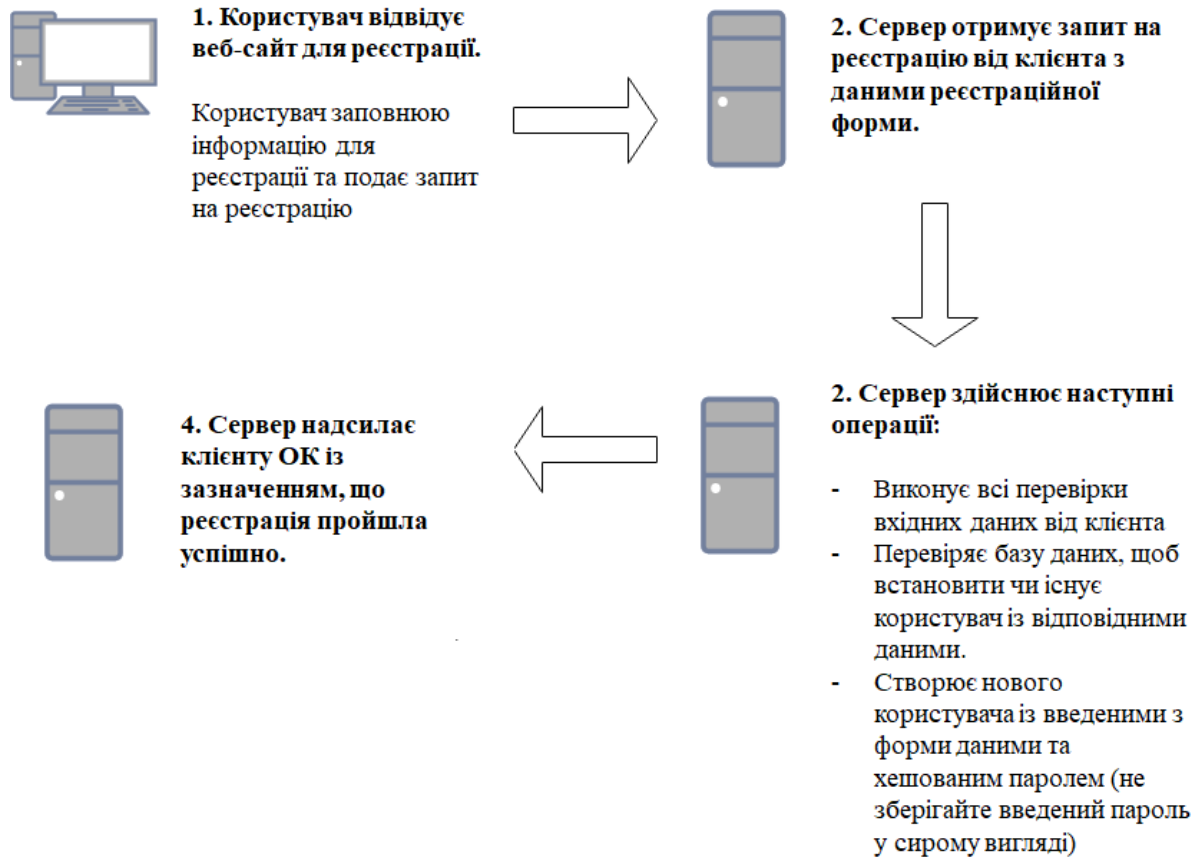 1. Користувач відвідує
веб-сайт для реєстрації.
Користувач заповнюю
інформацію для
реєстрації та подає запит
на реєстрацію
2. Сервер отримує запит на
реєстрацію від клієнта з
даними реєстраційної
форми.
2. Сервер здійснює наступні
операції:
- Виконує всі перевірки
вхідних даних від клієнта
- Перевіряє базу даних, щоб
встановити чи існує
користувач із відповідними
даними.
- Створює нового
користувача із введеними з
форми даними та
хешованим паролем (не
зберігайте введений пароль
у сирому вигляді)
4. Сервер надсилає
клієнту ОК із
зазначенням, що
реєстрація пройшла
успішно.